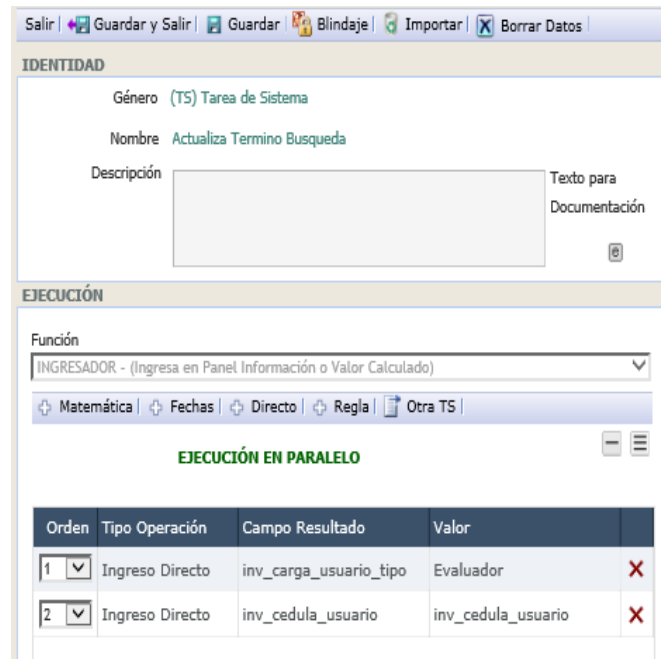 Salir | Guardar y Salir | Guardar | Blindaje | Importar | Borrar Datos
IDENTIDAD
Género (TS) Tarea de Sistema
Nombre Actualiza Termino Busqueda
Descripción
Texto para
Documentación
e
EJECUCIÓN
Función
INGRESADOR - (Ingresa en Panel Información o Valor Calculado)
Matemática | Fechas | Directo | Regla | Otra TS |
EJECUCIÓN EN PARALELO
Orden Tipo Operación Campo Resultado Valor
1 Ingreso Directo inv_carga_usuario_tipo Evaluador
2 Ingreso Directo inv_cedula_usuario inv_cedula_usuario